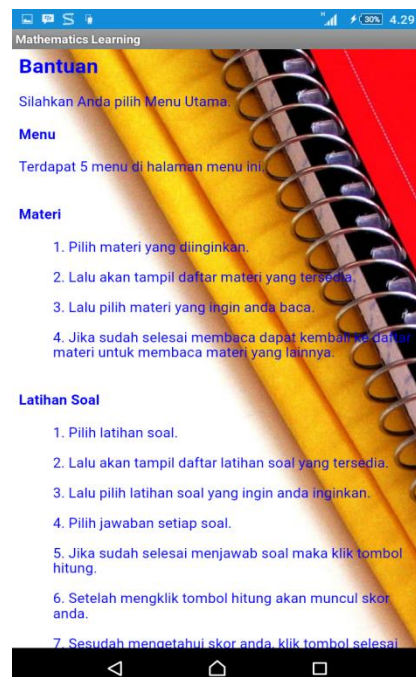 H
30%
4.29
Mathematics Learning
Bantuan
Silahkan Anda pilih Menu Utama.
Menu
Terdapat 5 menu di halaman menu ini.
Materi
1. Pilih materi yang diinginkan.
2. Lalu akan tampil daftar materi yang tersedia.
3. Lalu pilih materi yang ingin anda baca.
4. Jika sudah selesai membaca dapat kembali ke daftar
materi untuk membaca materi yang lainnya.
Latihan Soal
1. Pilih latihan soal.
2. Lalu akan tampil daftar latihan soal yang tersedia.
3. Lalu pilih latihan soal yang ingin anda inginkan.
4. Pilih jawaban setiap soal.
5. Jika sudah selesai menjawab soal maka klik tombol
hitung.
6. Setelah mengklik tombol hitung akan muncul skor
anda.
7. Sesudah mengetahui skor anda, klik tombol selesai